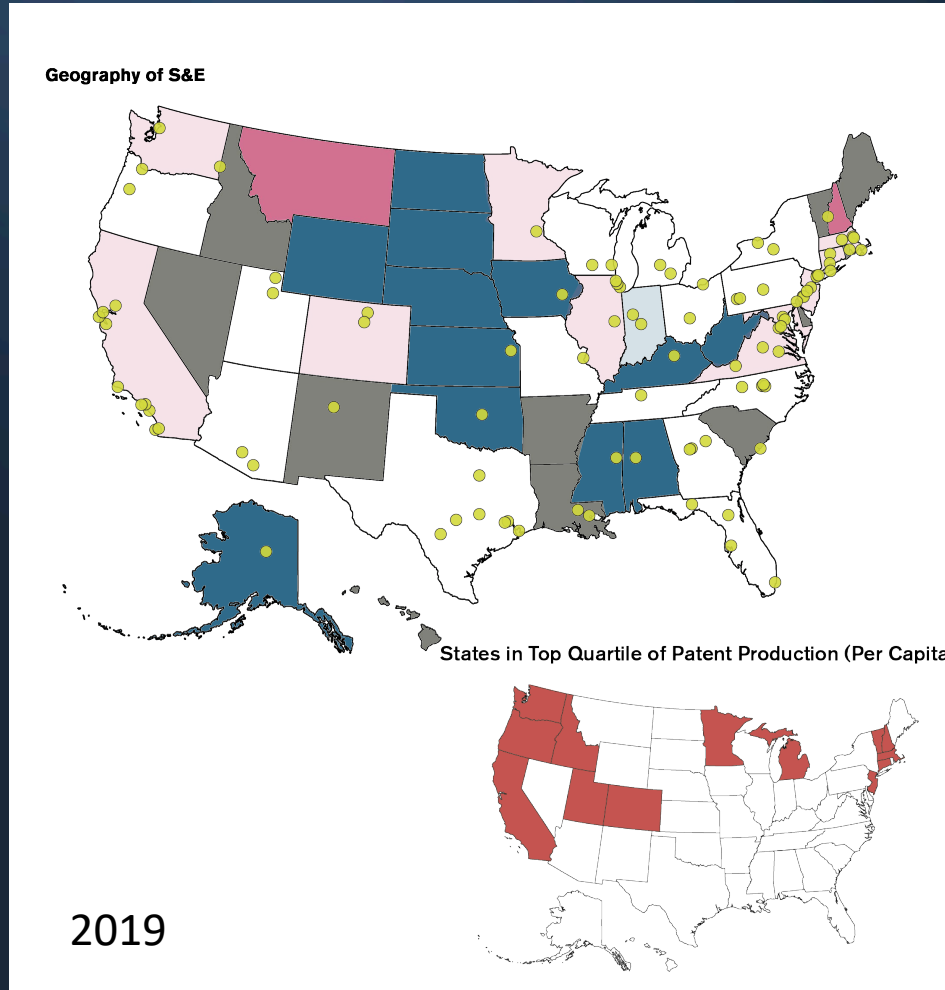 Geography of S&E
States in Top Quartile of Patent Production (Per Capita
2019